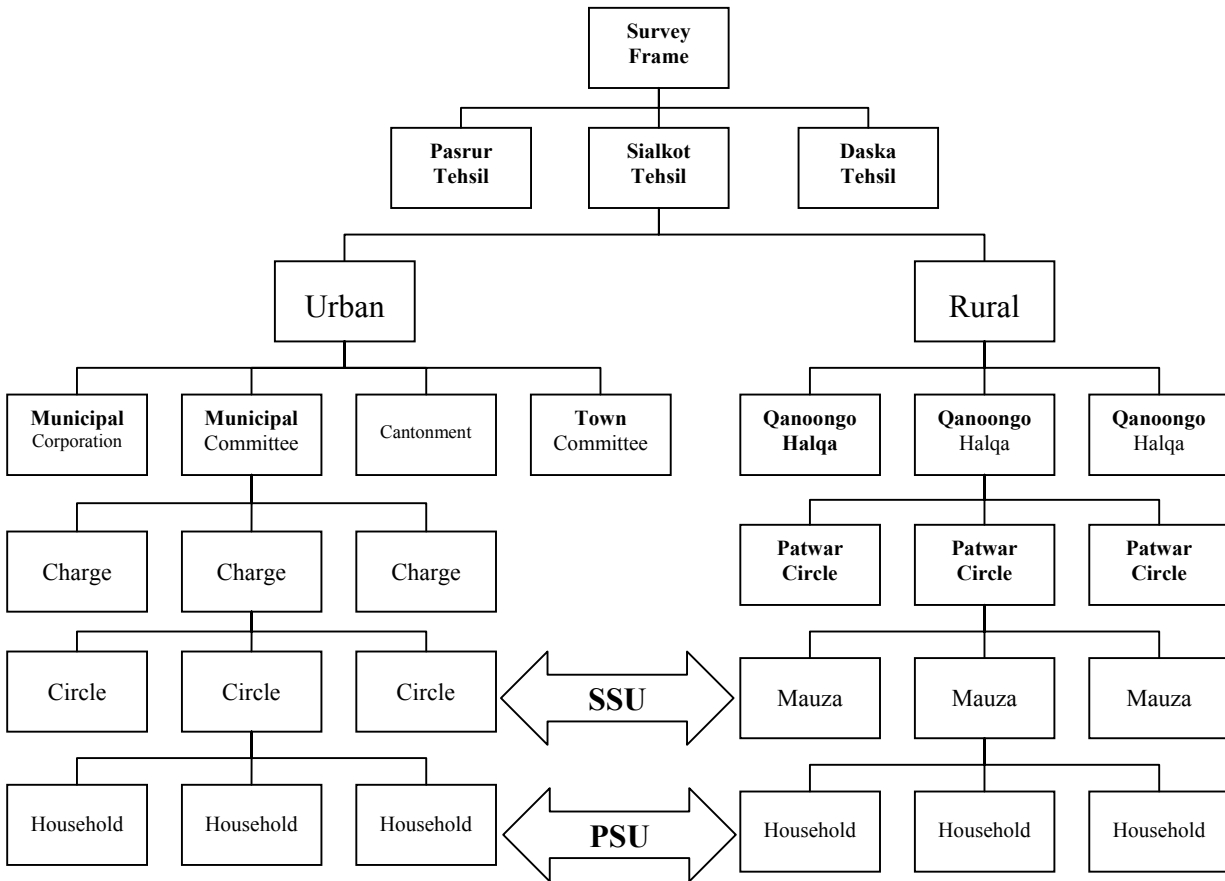 Survey
Frame
Pasrur
Tehsil
Sialkot
Tehsil
Daska
Tehsil
Urban
Rural
Municipal
Corporation
Municipal
Committee
Cantonment
Town
Committee
Qanoongo
Halqa
Qanoongo
Halqa
Qanoongo
Halqa
Charge
Charge
Charge
Patwar
Circle
Patwar
Circle
Patwar
Circle
Circle
Circle
Circle
SSU
Mauza
Mauza
Mauza
Household
Household
Household
PSU
Household
Household
Household